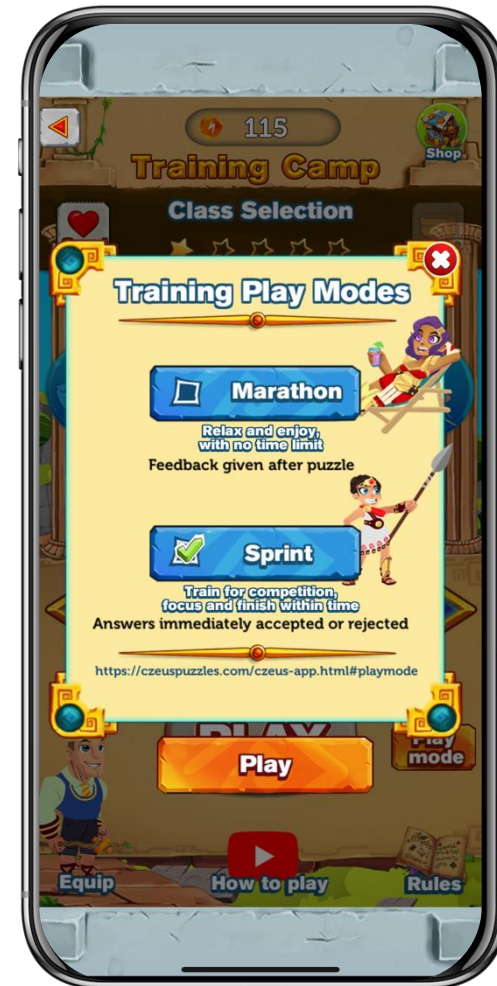 115
Shop
Training Camp
Class Selection
Training Play Modes
Marathon
Relax and enjoy,
with no time limit
Feedback given after puzzle
Sprint
Train for competition,
focus and finish within time
Answers immediately accepted or rejected
https://czeuspuzzles.com/czeus-app.html#playmode
PLAY
Play
mode
Play
Equip
How to play
Rules